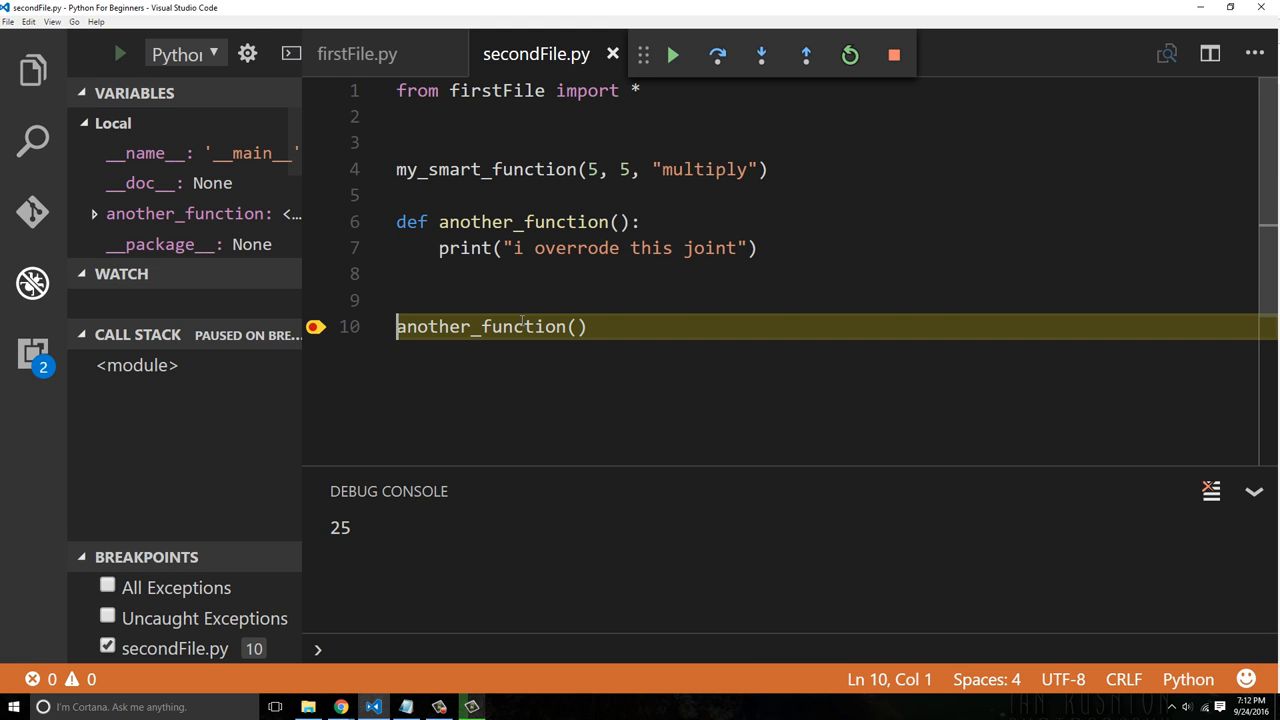 secondFile.py - Python For Beginners - Visual Studio Code
File Edit View Go Help
Pythor
firstFile.py
secondFile.py
VARIABLES
Local
__name__: '__main__'
__doc__: None
another_function: <…
__package__: None
WATCH
CALL STACK PAUSED ON BRE...
<module>
2
BREAKPOINTS
All Exceptions
Uncaught Exceptions
secondFile.py 10
1 from firstFile import *
2
3
4 my_smart_function(5, 5, "multiply")
5
6 def another_function():
7 print("i overrode this joint")
8
9
10 another_function()
DEBUG CONSOLE
25
0 0
Ln 10, Col 1 Spaces: 4 UTF-8 CRLF Python
I'm Cortana. Ask me anything.
7:12 PM
9/24/2016